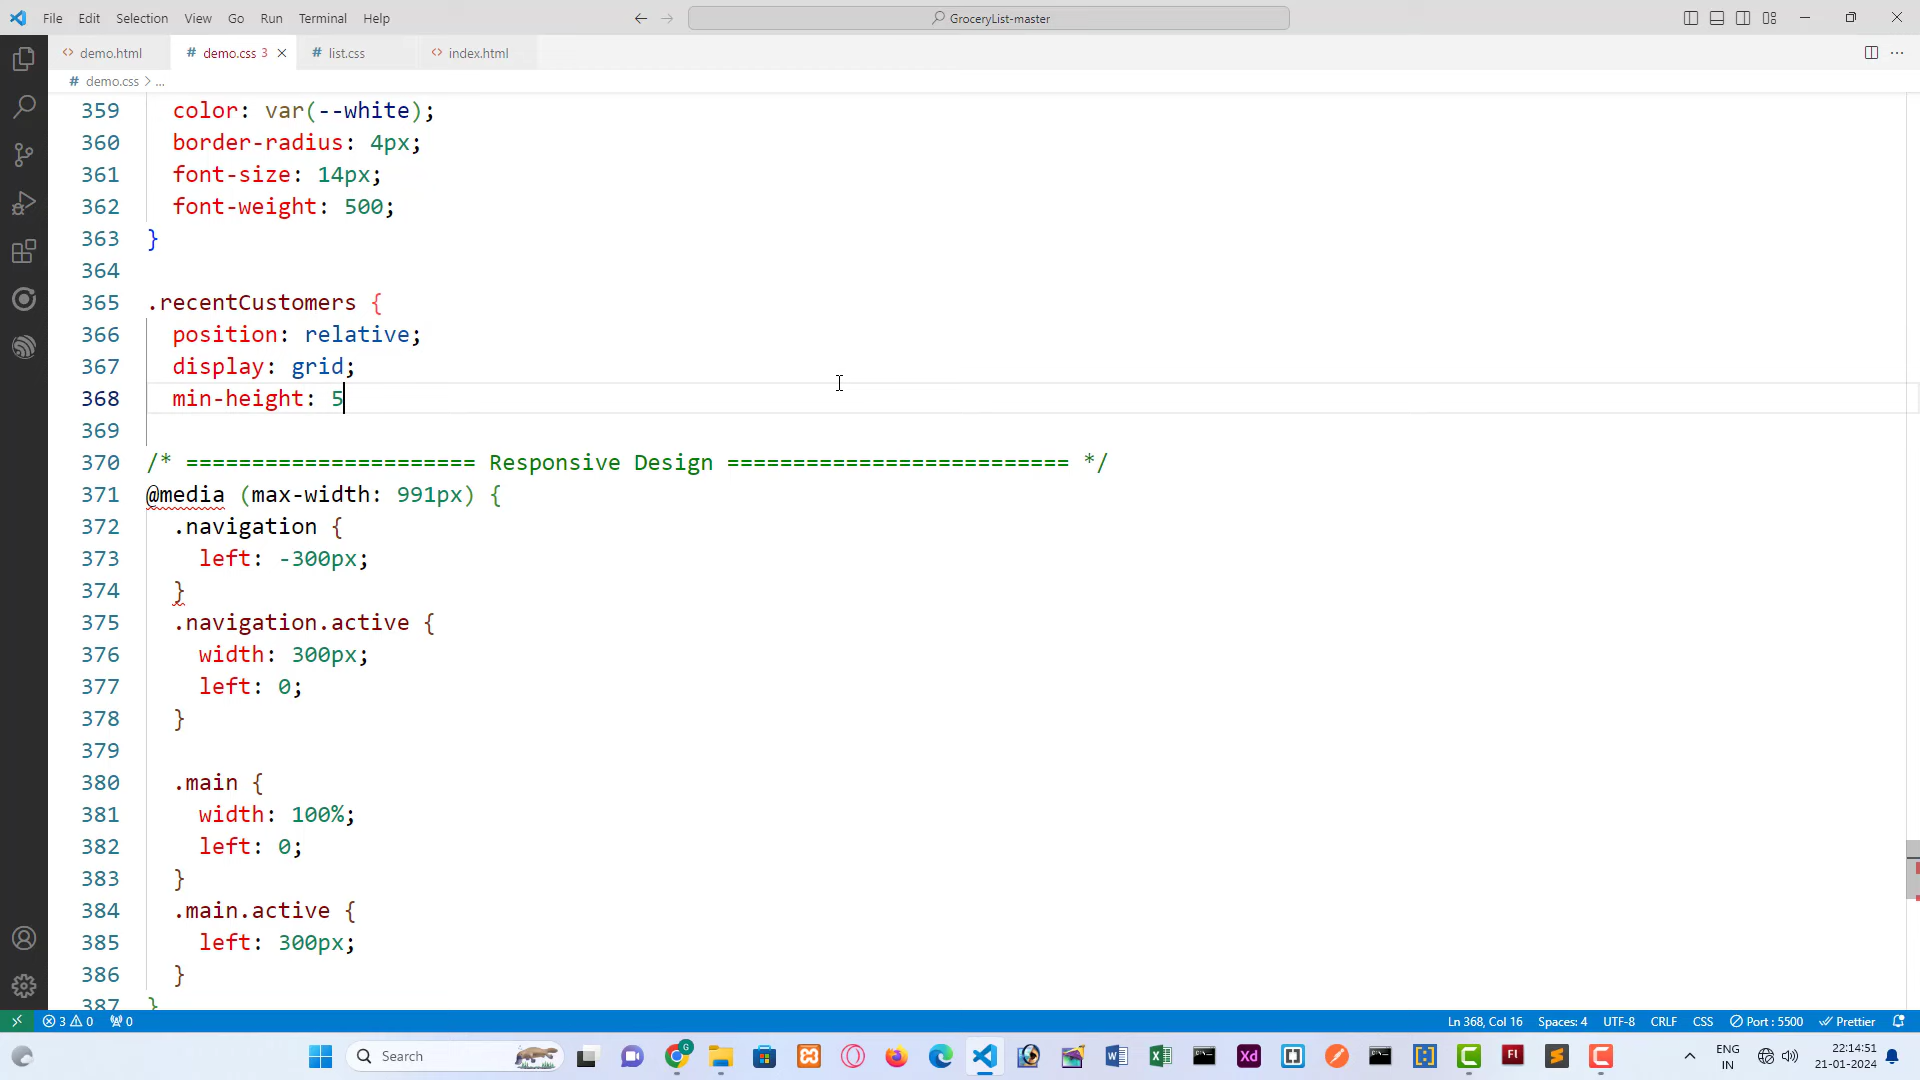 File Edit Selection View Go Run Terminal Help
GroceryList-master
demo.html
demo.css 3
list.css
index.html
demo.css > ...
359 color: var(--white);
360 border-radius: 4px;
361 font-size: 14px;
362 font-weight: 500;
363 }
364
365 .recentCustomers {
366 position: relative;
367 display: grid;
368 min-height: 5
369
370 /* ====================== Responsive Design ========================== */
371 @media (max-width: 991px) {
372 .navigation {
373 left: -300px;
374 }
375 .navigation.active {
376 width: 300px;
377 left: 0;
378 }
379
380 .main {
381 width: 100%;
382 left: 0;
383 }
384 .main.active {
385 left: 300px;
386 }
387 }
3 0 0
Ln 368, Col 16 Spaces: 4 UTF-8 CRLF CSS Port : 5500 Prettier
Search
G
Xd
Fl
ENG
IN
22:14:51
21-01-2024